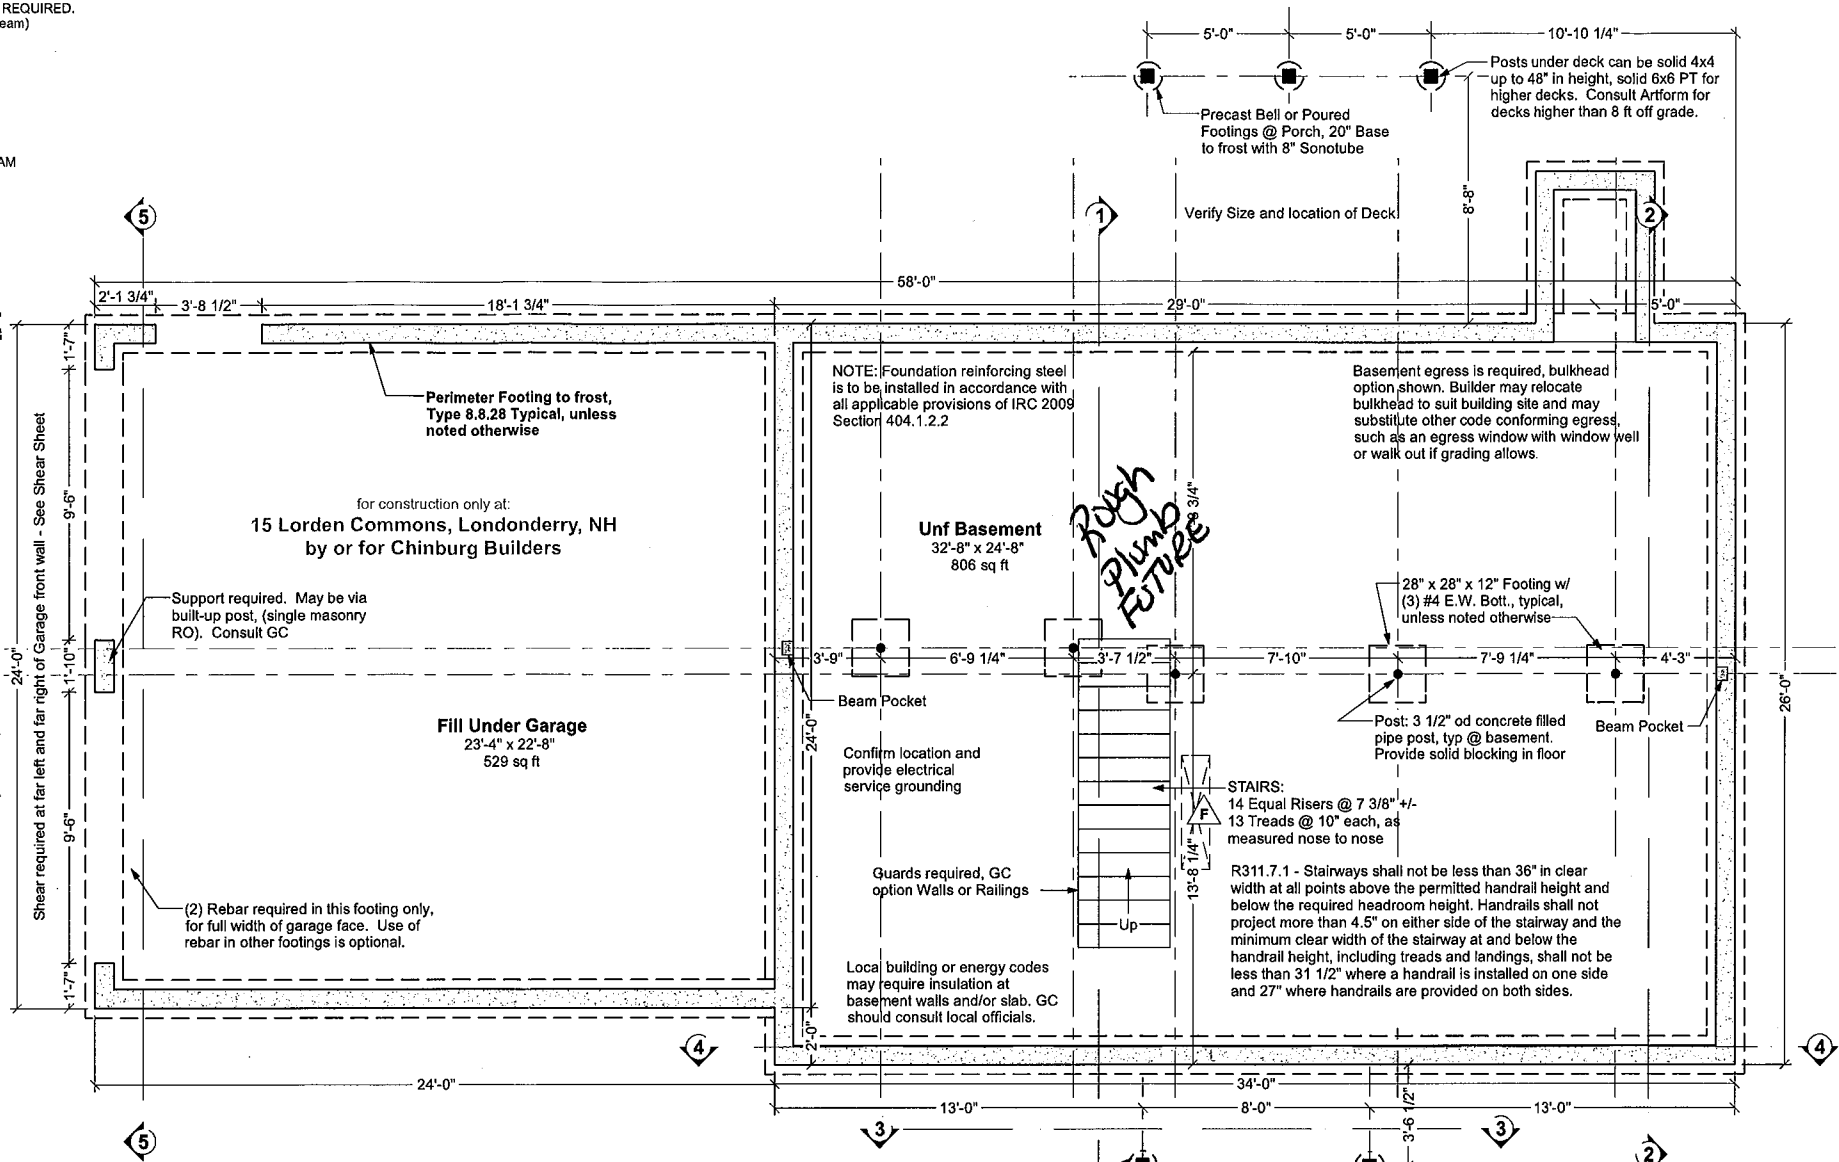 REQUIRED.
eam)
AM
5'-0"
5'-0"
10'-10 1/4"
Posts under deck can be solid 4x4
up to 48" in height, solid 6x6 PT for
higher decks. Consult Artform for
decks higher than 8 ft off grade.
Precast Bell or Poured
Footings @ Porch, 20" Base
to frost with 8" Sonotube
8'-8"
5
1
Verify Size and location of Deck
2
58'-0"
2'-1 3/4"
3'-8 1/2"
18'-1 3/4"
29'-0"
5'-0"
1'-7"
NOTE: Foundation reinforcing steel
is to be installed in accordance with
all applicable provisions of IRC 2009
Section 404.1.2.2
Basement egress is required, bulkhead
option shown. Builder may relocate
bulkhead to suit building site and may
substitute other code conforming egress,
such as an egress window with window well
or walk out if grading allows.
Perimeter Footing to frost,
Type 8.8.28 Typical, unless
noted otherwise
Shear required at far left and far right of Garage front wall - See Shear Sheet
9'-6"
for construction only at:
15 Lorden Commons, Londonderry, NH
by or for Chinburg Builders
Unf Basement
32'-8" x 24'-8"
806 sq ft
Rough
Plumb
FUTURE
3/4"
28" x 28" x 12" Footing w/
(3) #4 E.W. Bott., typical,
unless noted otherwise
Support required. May be via
built-up post, (single masonry
RO). Consult GC
24'-0"
1'-10"
3'-9"
6'-9 1/4"
3'-7 1/2"
7'-10"
7'-9 1/4"
4'-3"
26'-0"
Beam Pocket
Fill Under Garage
23'-4" x 22'-8"
529 sq ft
24'-0"
Post: 3 1/2" od concrete filled
pipe post, typ @ basement.
Provide solid blocking in floor
Beam Pocket
Confirm location and
provide electrical
service grounding
STAIRS:
14 Equal Risers @ 7 3/8" +/-
13 Treads @ 10" each, as
measured nose to nose
F
9'-6"
13'-8 1/4"
Guards required, GC
option Walls or Railings
Up
R311.7.1 - Stairways shall not be less than 36" in clear
width at all points above the permitted handrail height and
below the required headroom height. Handrails shall not
project more than 4.5" on either side of the stairway and the
minimum clear width of the stairway at and below the
handrail height, including treads and landings, shall not be
less than 31 1/2" where a handrail is installed on one side
and 27" where handrails are provided on both sides.
(2) Rebar required in this footing only,
for full width of garage face. Use of
rebar in other footings is optional.
Local building or energy codes
may require insulation at
basement walls and/or slab. GC
should consult local officials.
1'-7"
2'-0"
4
4
24'-0"
34'-0"
13'-0"
8'-0"
13'-0"
3'-6 1/2"
5
3
3
2